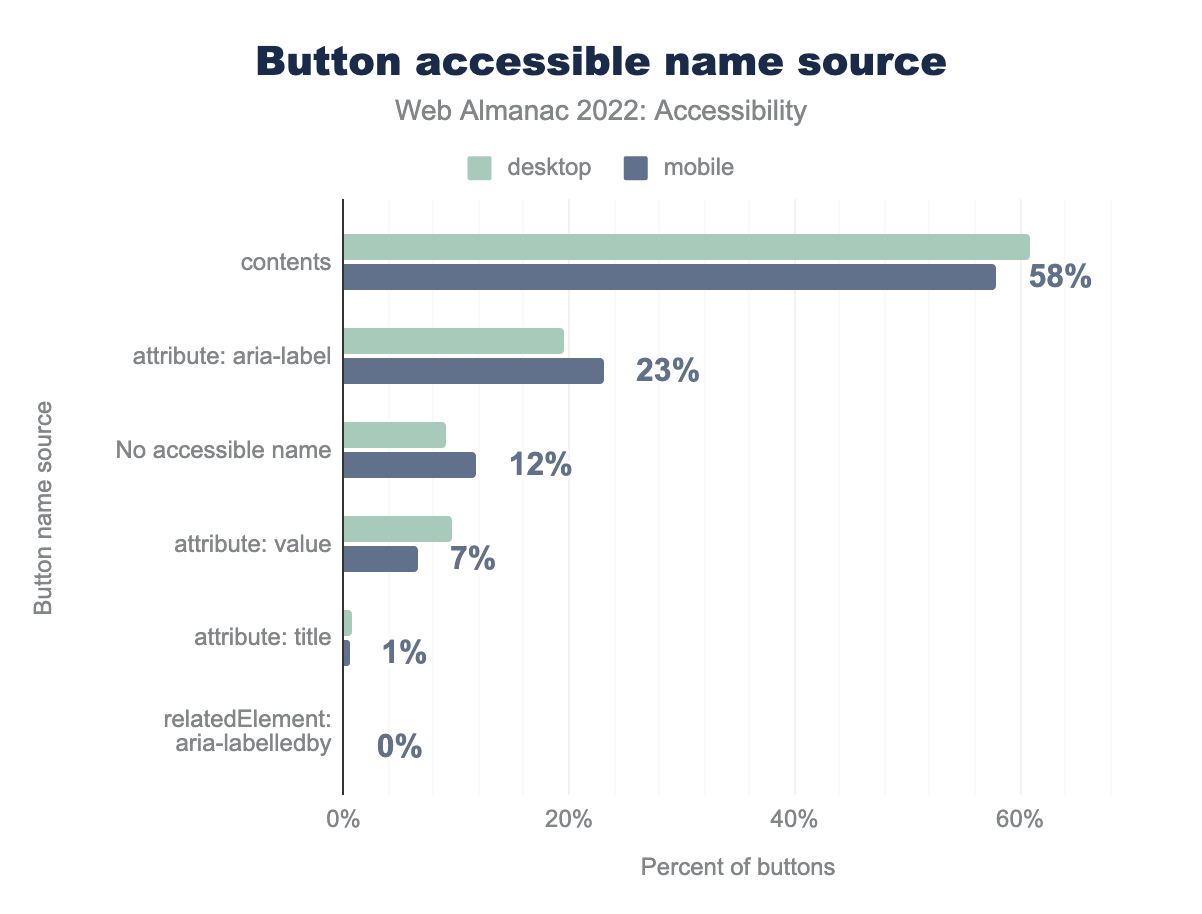 Button accessible name source
Web Almanac 2022: Accessibility
desktop
mobile
contents
58%
attribute: aria-label
23%
No accessible name
12%
attribute: value
7%
attribute: title
1%
relatedElement:
aria-labelledby
0%
Button name source
0%
20%
40%
60%
Percent of buttons